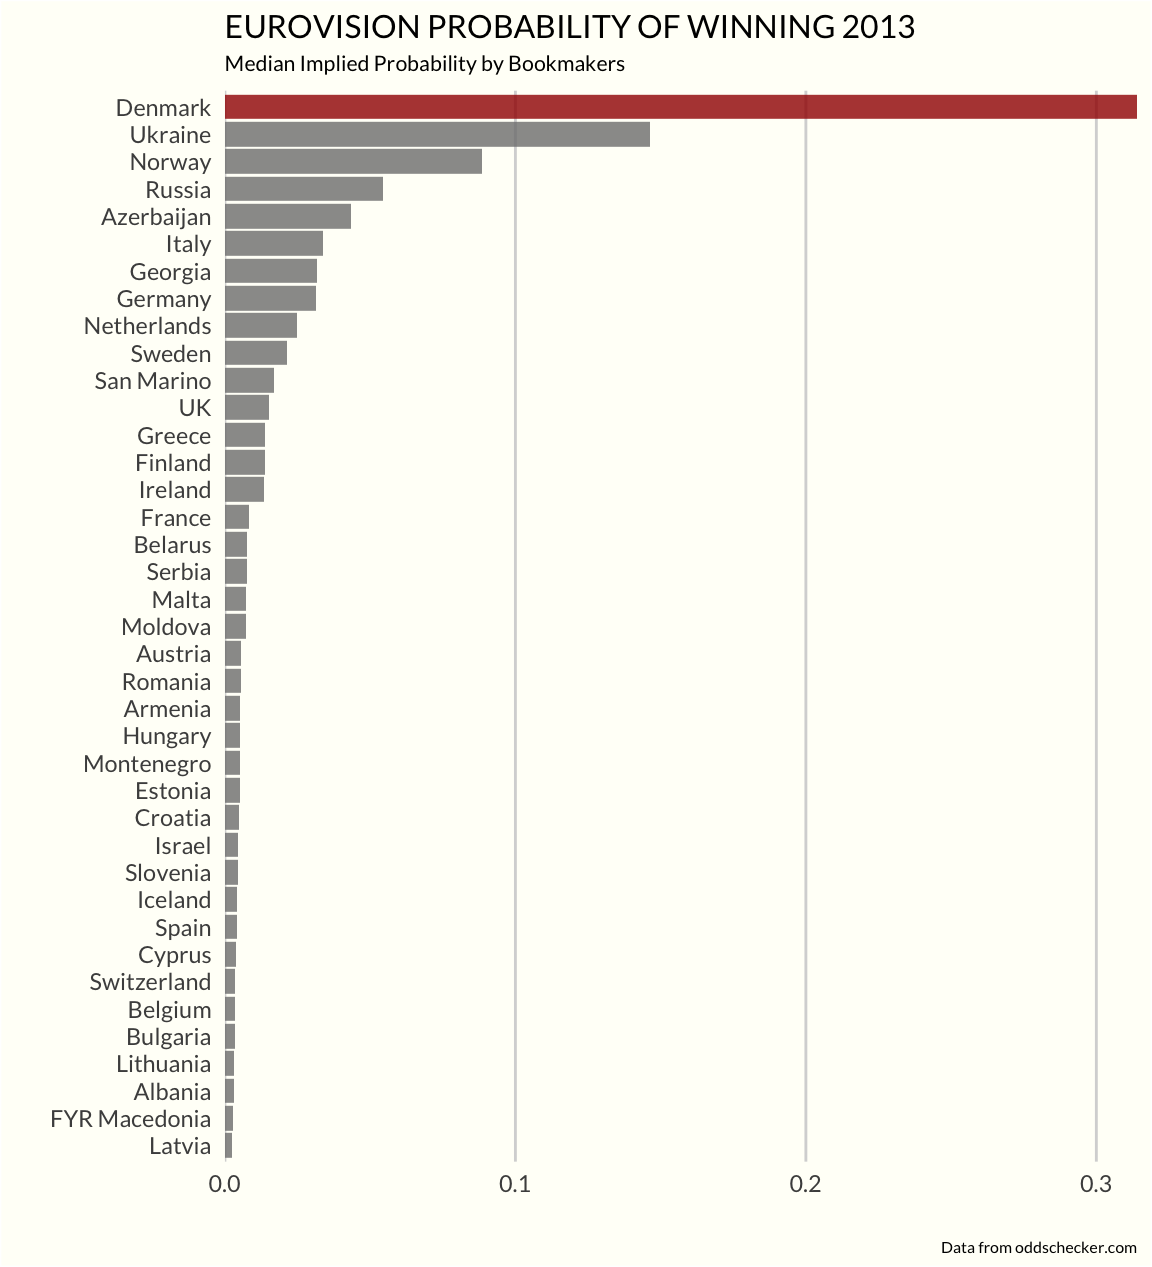 EUROVISION PROBABILITY OF WINNING 2013
Median Implied Probability by Bookmakers
Denmark
Ukraine
Norway
Russia
Azerbaijan
Italy
Georgia
Germany
Netherlands
Sweden
San Marino
UK
Greece
Finland
Ireland
France
Belarus
Serbia
Malta
Moldova
Austria
Romania
Armenia
Hungary
Montenegro
Estonia
Croatia
Israel
Slovenia
Iceland
Spain
Cyprus
Switzerland
Belgium
Bulgaria
Lithuania
Albania
FYR Macedonia
Latvia
0.0 0.1 0.2 0.3
Data from oddschecker.com